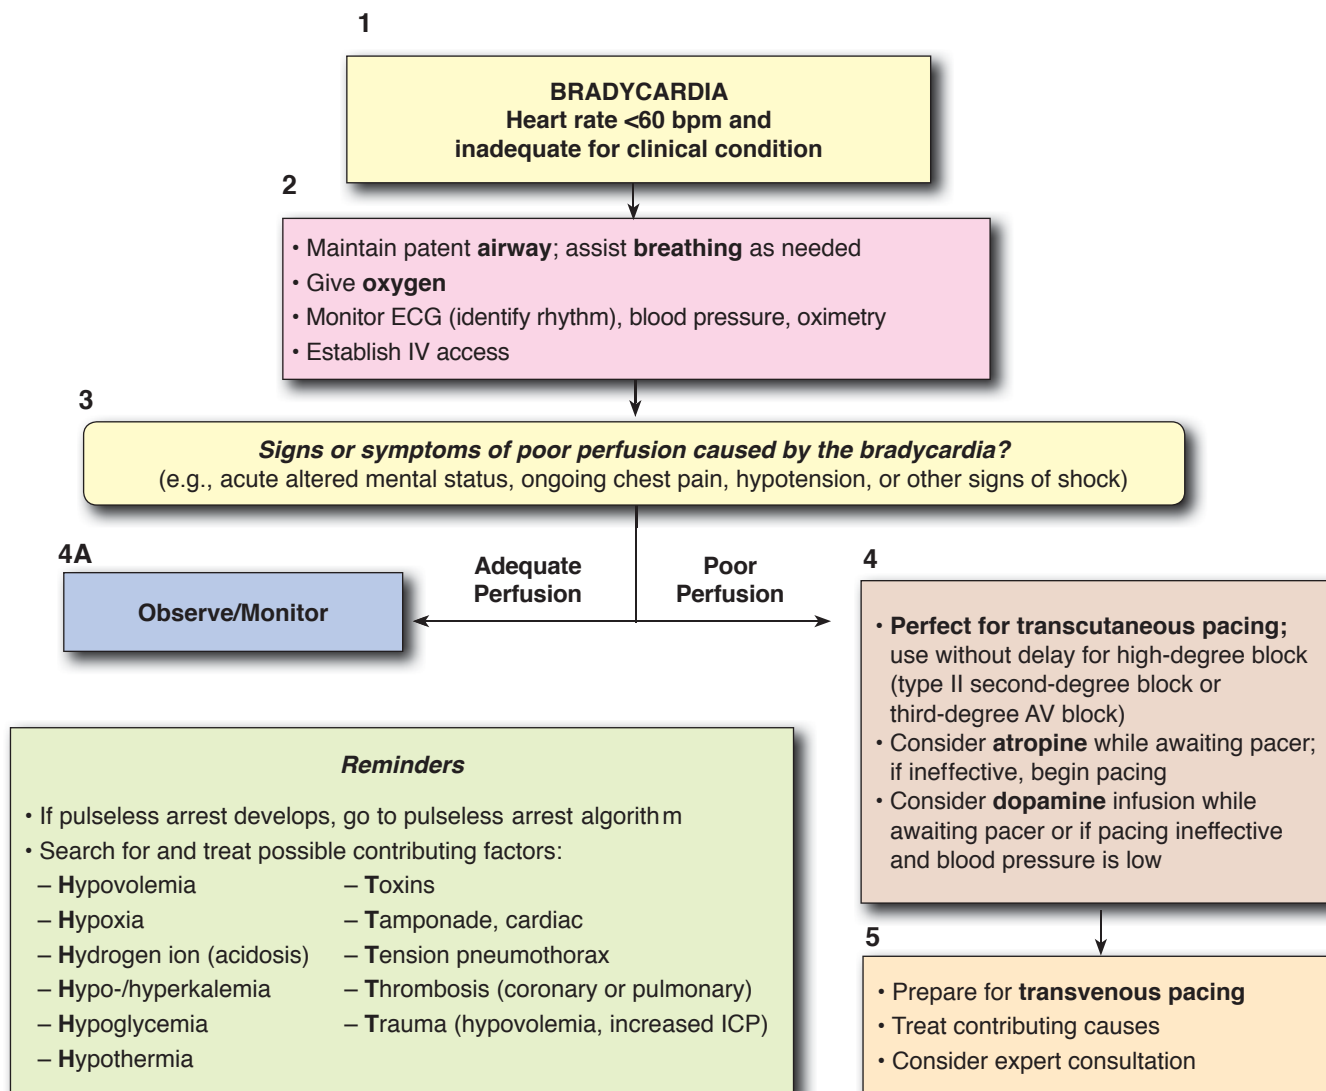 1
BRADYCARDIA
Heart rate <60 bpm and
inadequate for clinical condition
2
• Maintain patent airway; assist breathing as needed
• Give oxygen
• Monitor ECG (identify rhythm), blood pressure, oximetry
• Establish IV access
3
Signs or symptoms of poor perfusion caused by the bradycardia?
(e.g., acute altered mental status, ongoing chest pain, hypotension, or other signs of shock)
4A
Observe/Monitor
Adequate
Perfusion
Poor
Perfusion
4
• Perfect for transcutaneous pacing;
use without delay for high-degree block
(type II second-degree block or
third-degree AV block)
• Consider atropine while awaiting pacer;
if ineffective, begin pacing
• Consider dopamine infusion while
awaiting pacer or if pacing ineffective
and blood pressure is low
Reminders
• If pulseless arrest develops, go to pulseless arrest algorithm
• Search for and treat possible contributing factors:
– Hypovolemia
– Hypoxia
– Hydrogen ion (acidosis)
– Hypo-/hyperkalemia
– Hypoglycemia
– Hypothermia
– Toxins
– Tamponade, cardiac
– Tension pneumothorax
– Thrombosis (coronary or pulmonary)
– Trauma (hypovolemia, increased ICP)
5
• Prepare for transvenous pacing
• Treat contributing causes
• Consider expert consultation